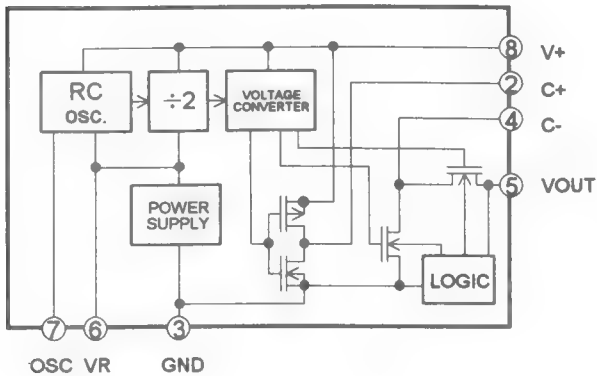 8 V+
RC
OSC.
÷2
VOLTAGE
CONVERTER
2 C+
4 C-
5 VOUT
POWER
SUPPLY
LOGIC
7 6 3
OSC VR GND